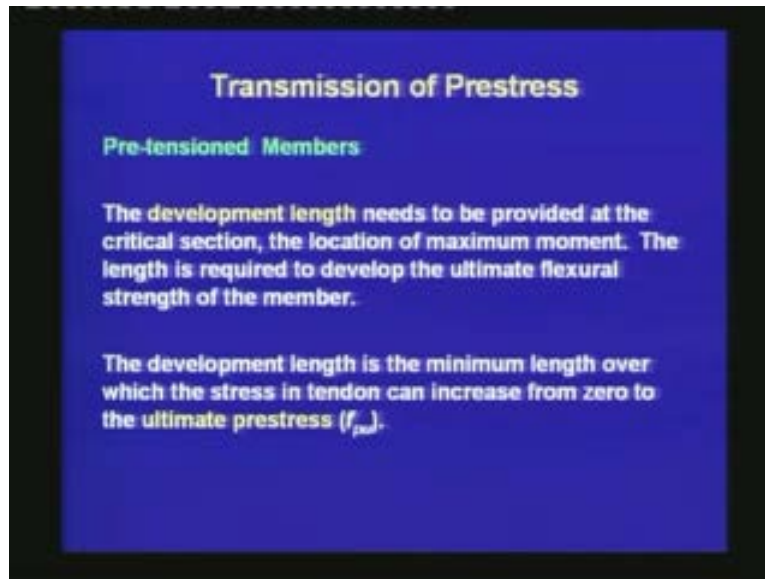 Transmission of Prestress
Pre-tensioned Members
The development length needs to be provided at the
critical section, the location of maximum moment. The
length is required to develop the ultimate flexural
strength of the member.
The development length is the minimum length over
which the stress in tendon can increase from zero to
the ultimate prestress (fpu).